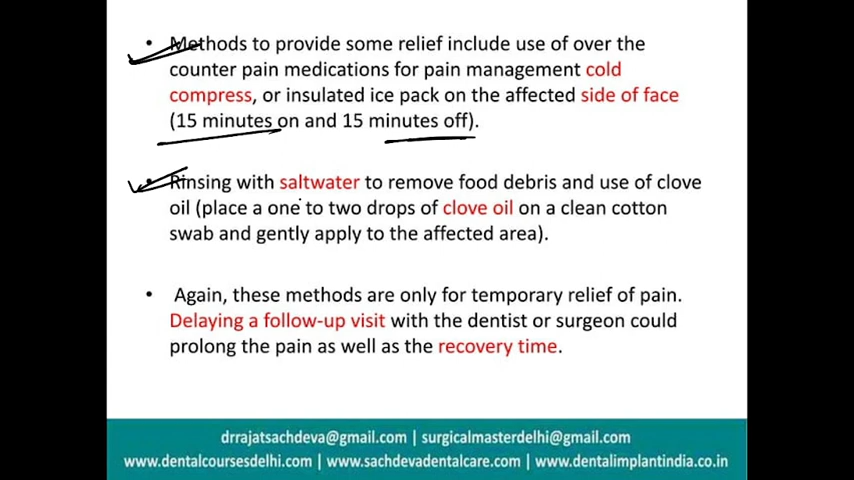 • Methods to provide some relief include use of over the
counter pain medications for pain management cold
compress, or insulated ice pack on the affected side of face
(15 minutes on and 15 minutes off).
• Rinsing with saltwater to remove food debris and use of clove
oil (place a one to two drops of clove oil on a clean cotton
swab and gently apply to the affected area).
• Again, these methods are only for temporary relief of pain.
Delaying a follow-up visit with the dentist or surgeon could
prolong the pain as well as the recovery time.
drrajatsachdeva@gmail.com | surgicalmasterdelhi@gmail.com
www.dentalcoursesdelhi.com | www.sachdevadentalcare.com | www.dentalimplantindia.co.in